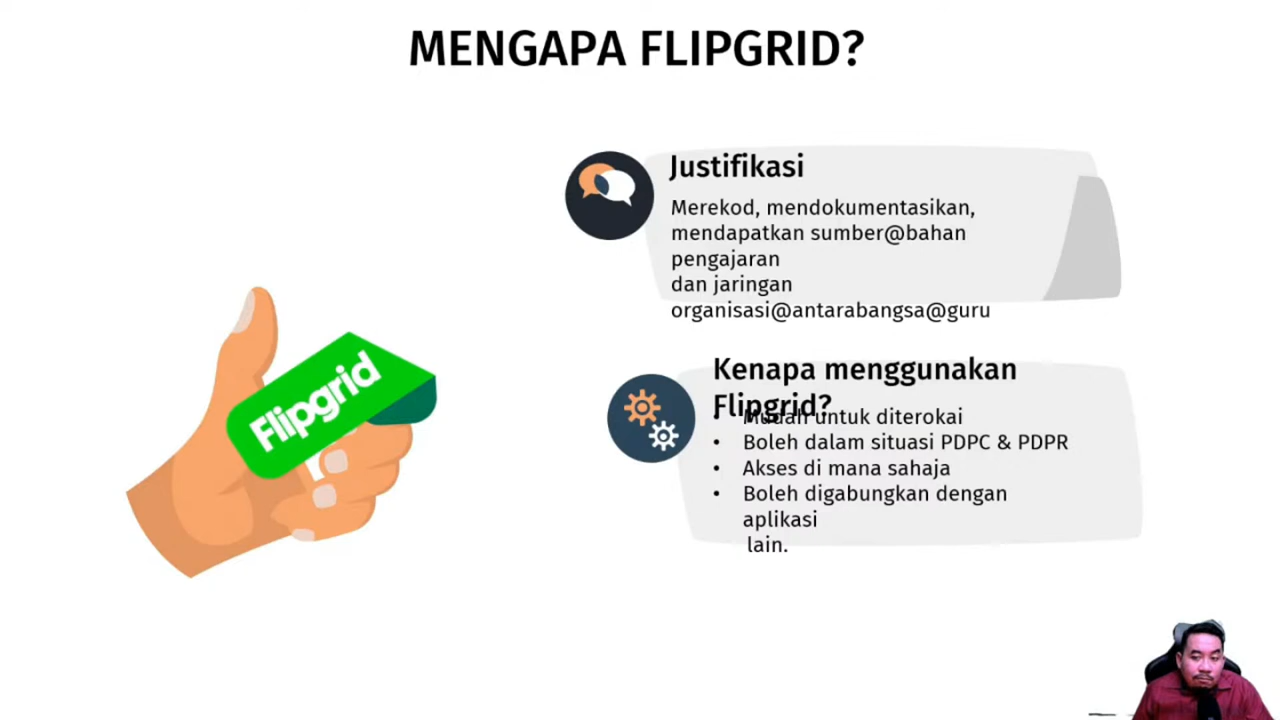 MENGAPA FLIPGRID?
Justifikasi
Merekod, mendokumentasikan,
mendapatkan sumber@bahan
pengajaran
dan jaringan
organisasi@antarabangsa@guru
Flipgrid
Kenapa menggunakan
Flipgrid?
• Mudah untuk diterokai
• Boleh dalam situasi PDPC & PDPR
• Akses di mana sahaja
• Boleh digabungkan dengan
aplikasi
lain.